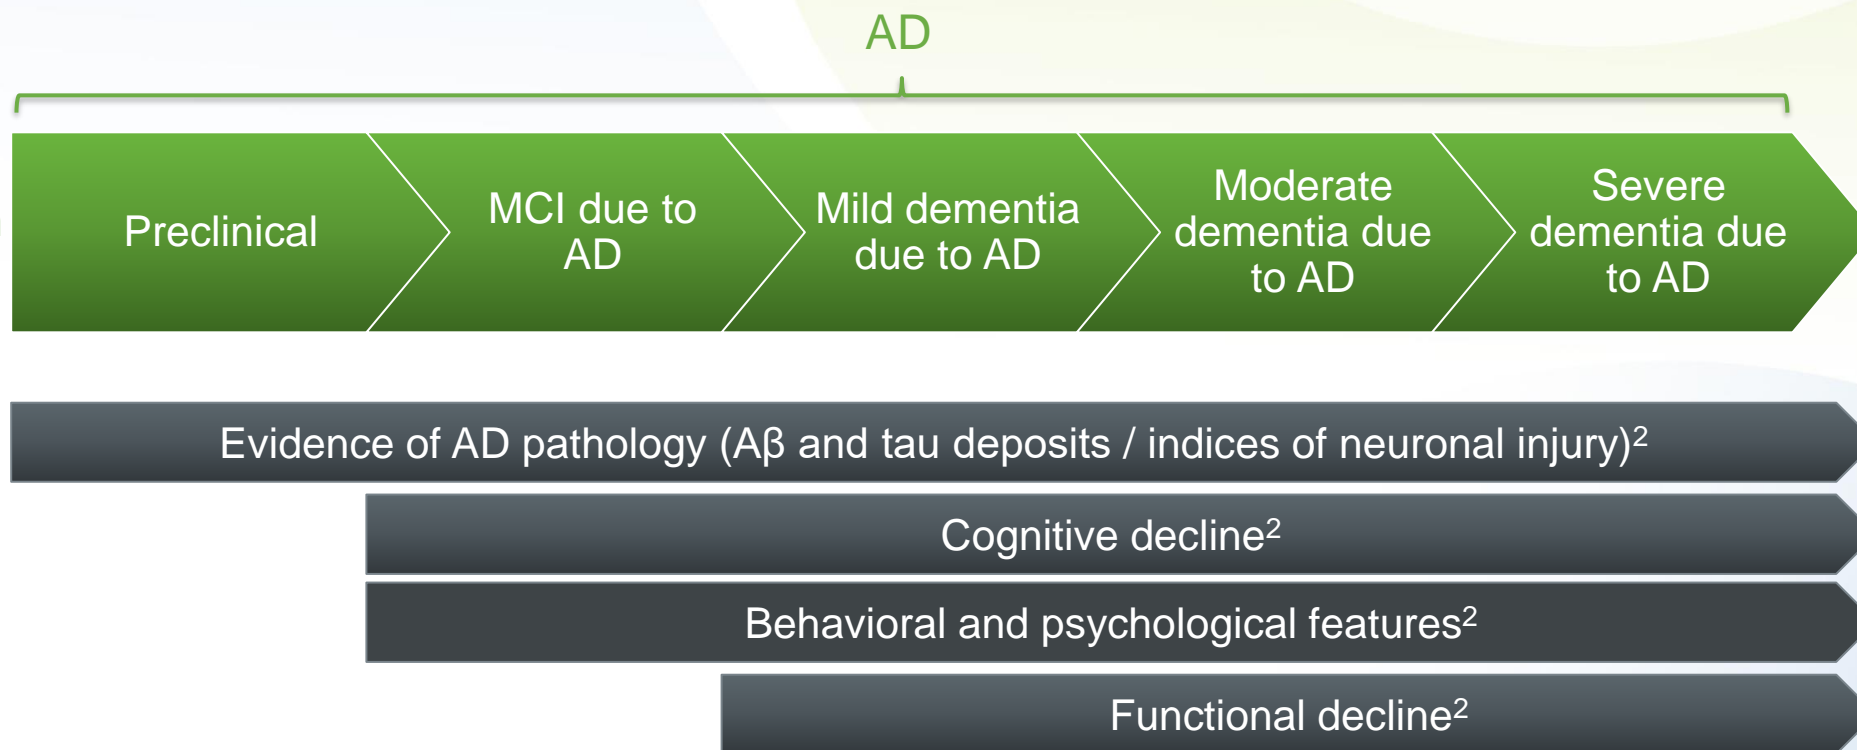 AD
Preclinical
MCI due to
AD
Mild dementia
due to AD
Moderate
dementia due
to AD
Severe
dementia due
to AD
Evidence of AD pathology (Aβ and tau deposits / indices of neuronal injury)²
Cognitive decline²
Behavioral and psychological features²
Functional decline²